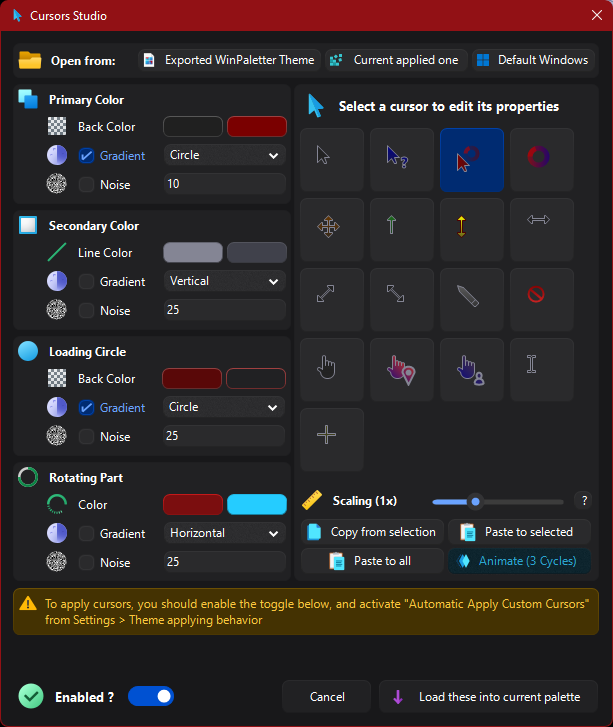 Cursors Studio
Open from:
Exported WinPaletter Theme
Current applied one
Default Windows
Primary Color
Back Color
Gradient
Circle
Noise
10
Secondary Color
Line Color
Gradient
Vertical
Noise
25
Loading Circle
Back Color
Gradient
Circle
Noise
25
Rotating Part
Color
Gradient
Horizontal
Noise
25
Select a cursor to edit its properties
Scaling (1x)
?
Copy from selection
Paste to selected
Paste to all
Animate (3 Cycles)
To apply cursors, you should enable the toggle below, and activate "Automatic Apply Custom Cursors"
from Settings > Theme applying behavior
Enabled ?
Cancel
Load these into current palette